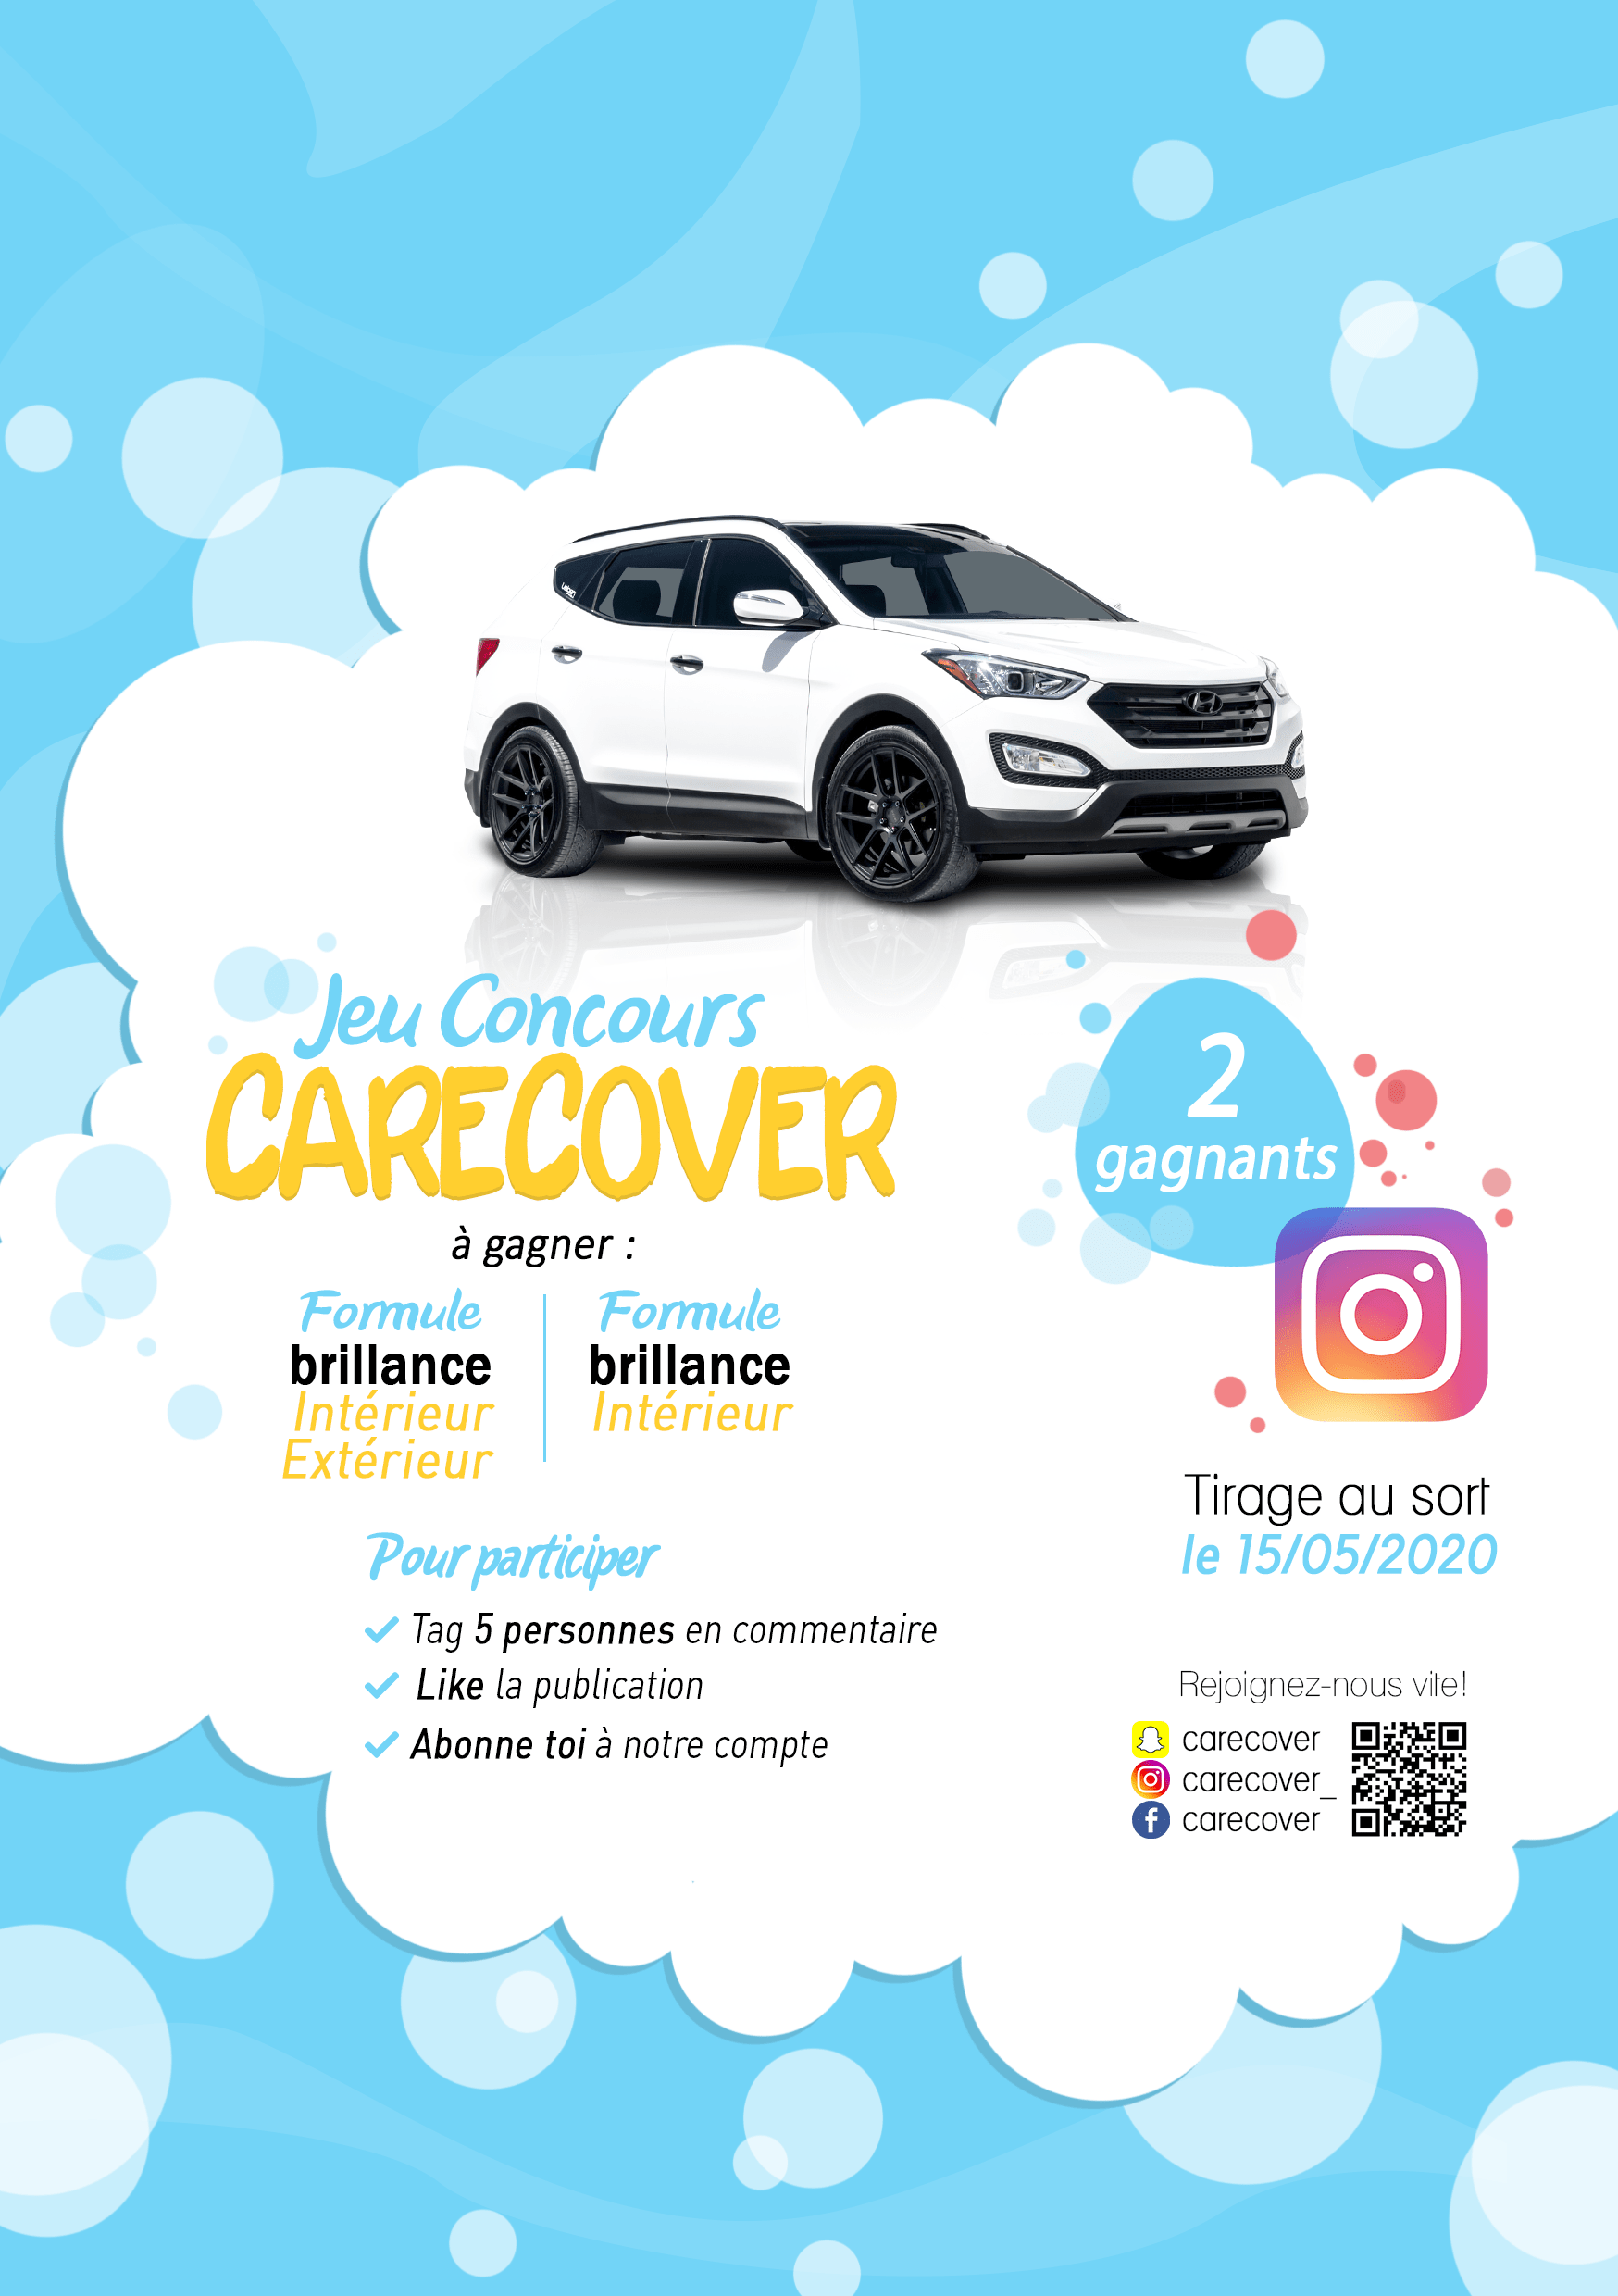 Jeu Concours
CARECOVER
à gagner :
Formule
brillance
Intérieur
Extérieur
Formule
brillance
Intérieur
2
gagnants
Tirage au sort
le 15/05/2020
Pour participer
Tag 5 personnes en commentaire
Like la publication
Abonne toi à notre compte
Rejoignez-nous vite!
carecover
carecover_
carecover